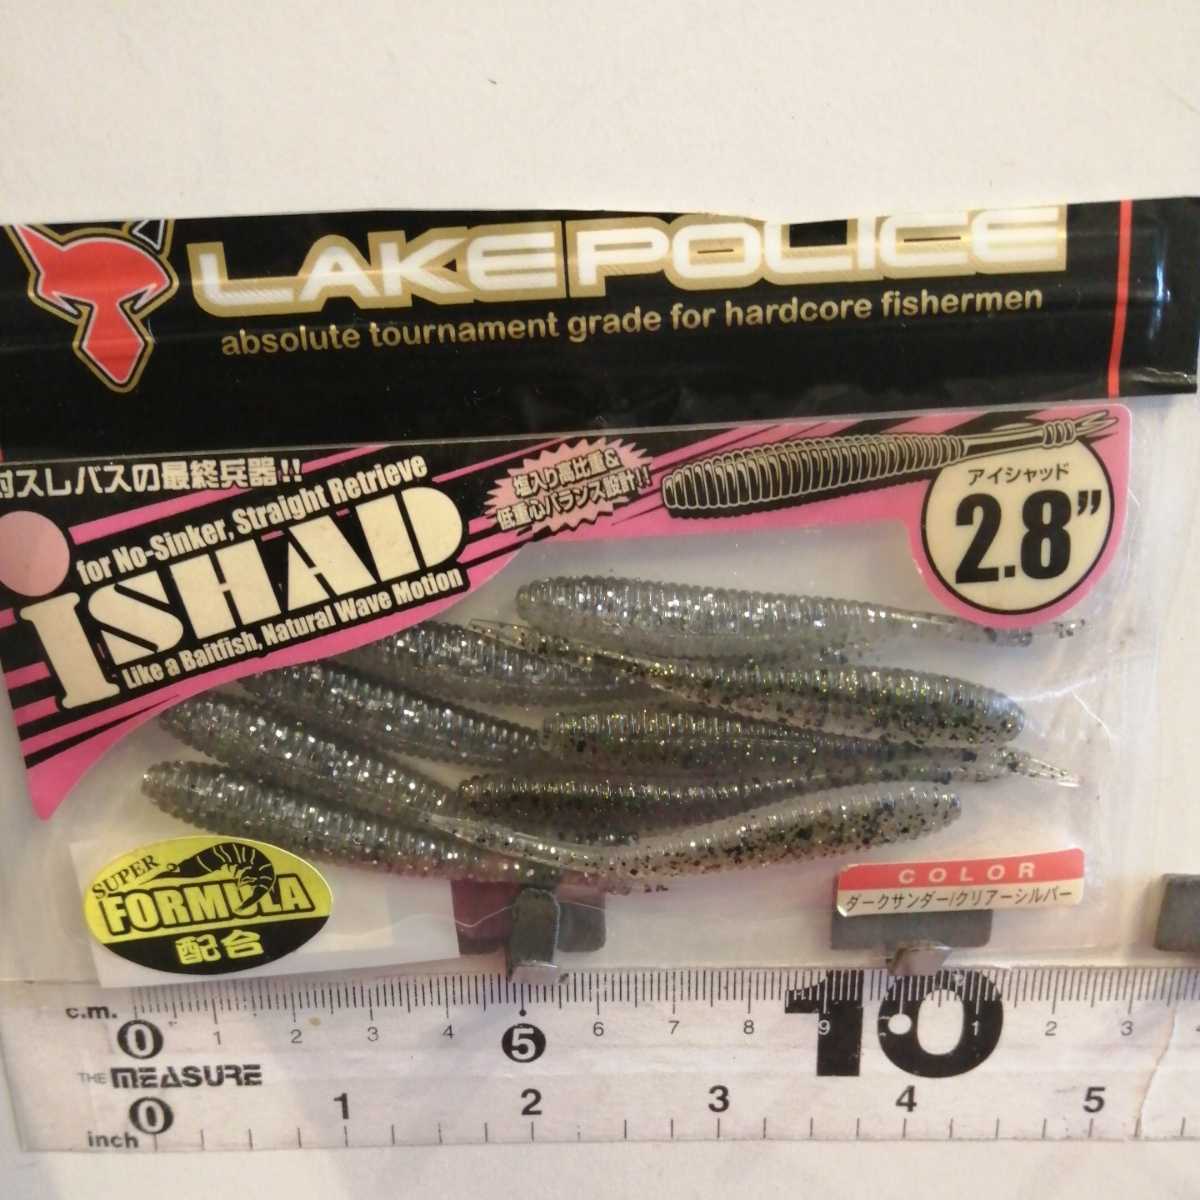 LAKE POLICE
absolute tournament grade for hardcore fishermen
対スレバスの最終兵器!!
for No-Sinker, Straight Retrieve
iSHAD
Like a Baitfish, Natural Wave Motion
塩入り高比重&
低重心バランス設計!!
アイシャッド
2.8"
SUPER
FORMULA
配合
COLOR
ダークサンダー/クリアーシルバー
c.m. 0 1 2 3 4 5 6 7 8 9 10 1 2 3 4
THE MEASURE
inch 0 1 2 3 4 5